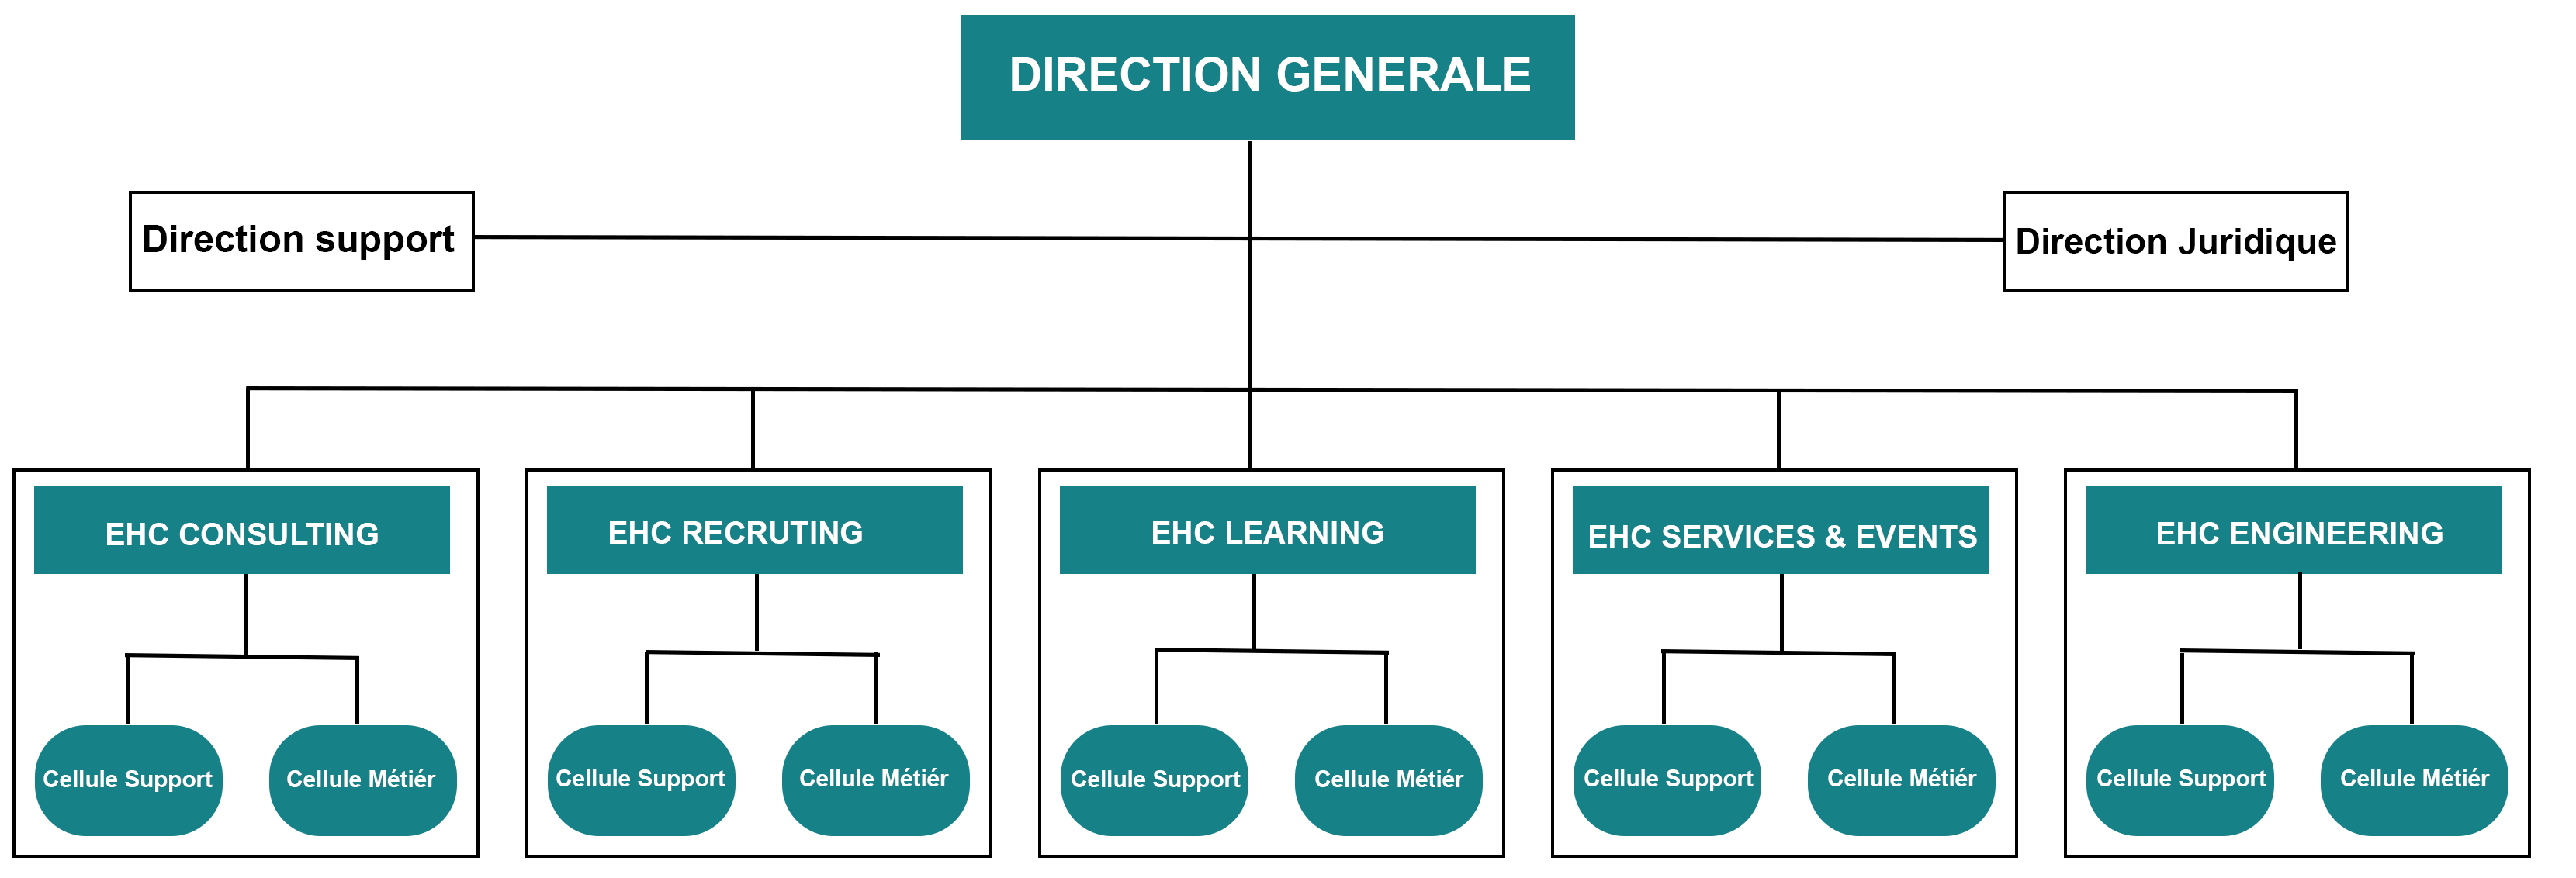 DIRECTION GENERALE
Direction support
Direction Juridique
EHC CONSULTING
EHC RECRUTING
EHC LEARNING
EHC SERVICES & EVENTS
EHC ENGINEERING
Cellule Support
Cellule Métiér
Cellule Support
Cellule Métiér
Cellule Support
Cellule Métiér
Cellule Support
Cellule Métiér
Cellule Support
Cellule Métiér